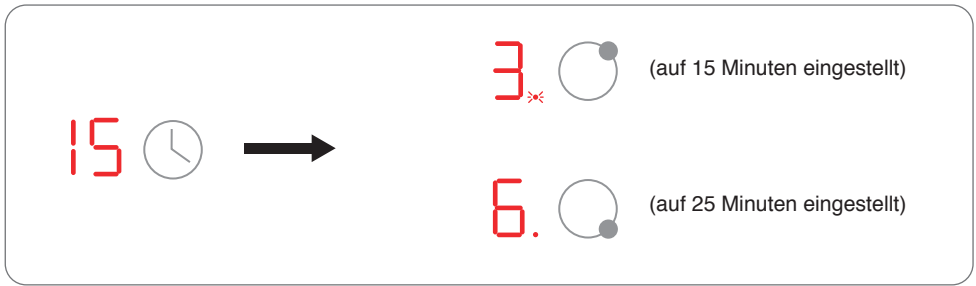 3. (auf 15 Minuten eingestellt)
15
6. (auf 25 Minuten eingestellt)